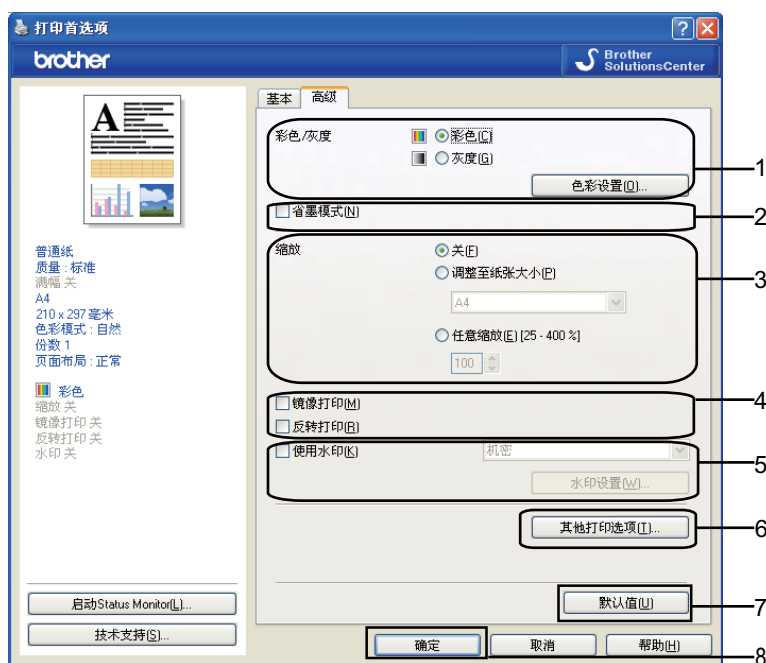 打印首选项
brother
Brother
SolutionsCenter
基本
高级
A
普通纸
质量 : 标准
满幅 关
A4
210 x 297 毫米
色彩模式 : 自然
份数 1
页面布局 : 正常
彩色
缩放 关
镜像打印 关
反转打印 关
水印 关
启动Status Monitor(L)...
技术支持(S)...
彩色/灰度
彩色(C)
灰度(G)
色彩设置(O)...
1
省墨模式(N)
2
缩放
关(F)
调整至纸张大小(P)
A4
任意缩放(E) [25 - 400 %]
100
3
镜像打印(M)
反转打印(R)
4
使用水印(K)
机密
水印设置(W)...
5
其他打印选项(T)...
6
默认值(U)
7
确定
取消
帮助(H)
8